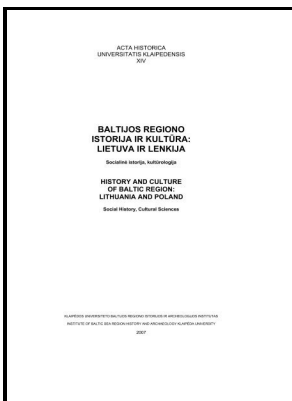 ACTA HISTORICA
UNIVERSITATIS KLAIPEDENSIS
XIV
BALTIJOS REGIONO
ISTORIJA IR KULTŪRA:
LIETUVA IR LENKIJA
Socialinė istorija, kultūrologija
HISTORY AND CULTURE
OF BALTIC REGION:
LITHUANIA AND POLAND
Social History, Cultural Sciences
KLAIPĖDOS UNIVERSITETO BALTIJOS REGIONO ISTORIJOS IR ARCHEOLOGIJOS INSTITUTAS
INSTITUTE OF BALTIC SEA REGION HISTORY AND ARCHAEOLOGY KLAIPĖDA UNIVERSITY
2007